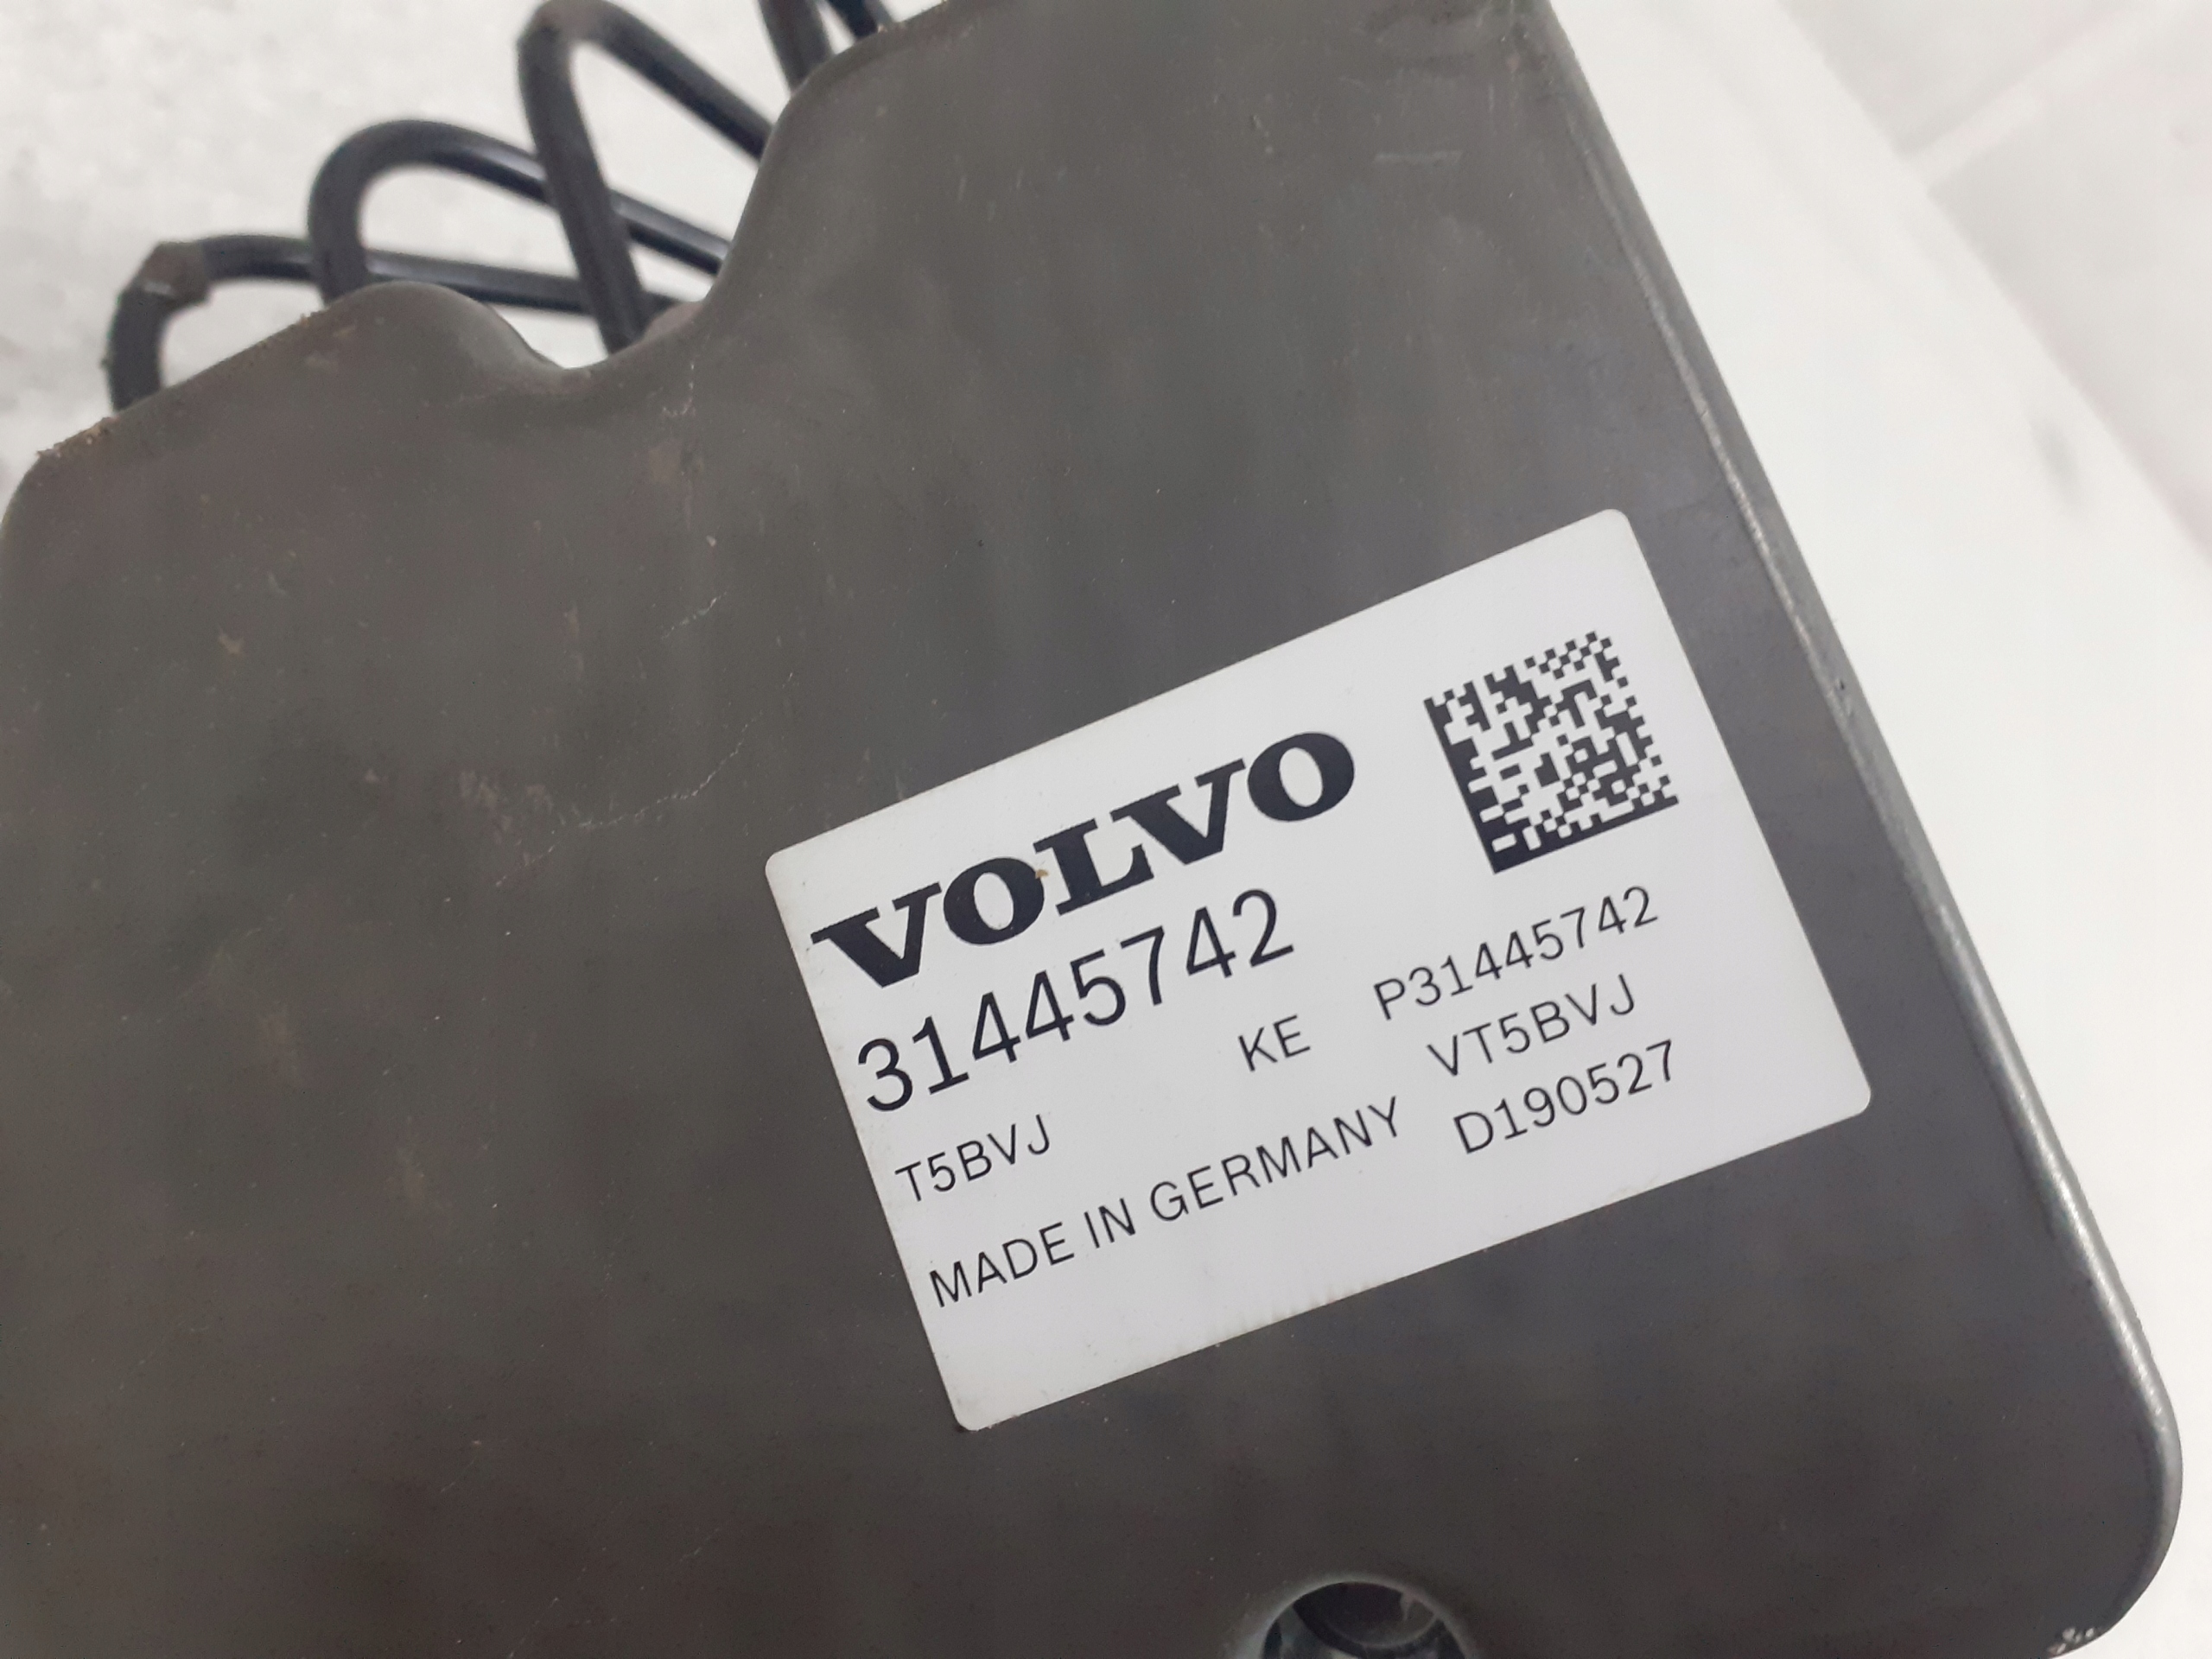 VOLVO
31445742
T5BVJ KE
MADE IN GERMANY
P31445742
VT5BVJ
D190527